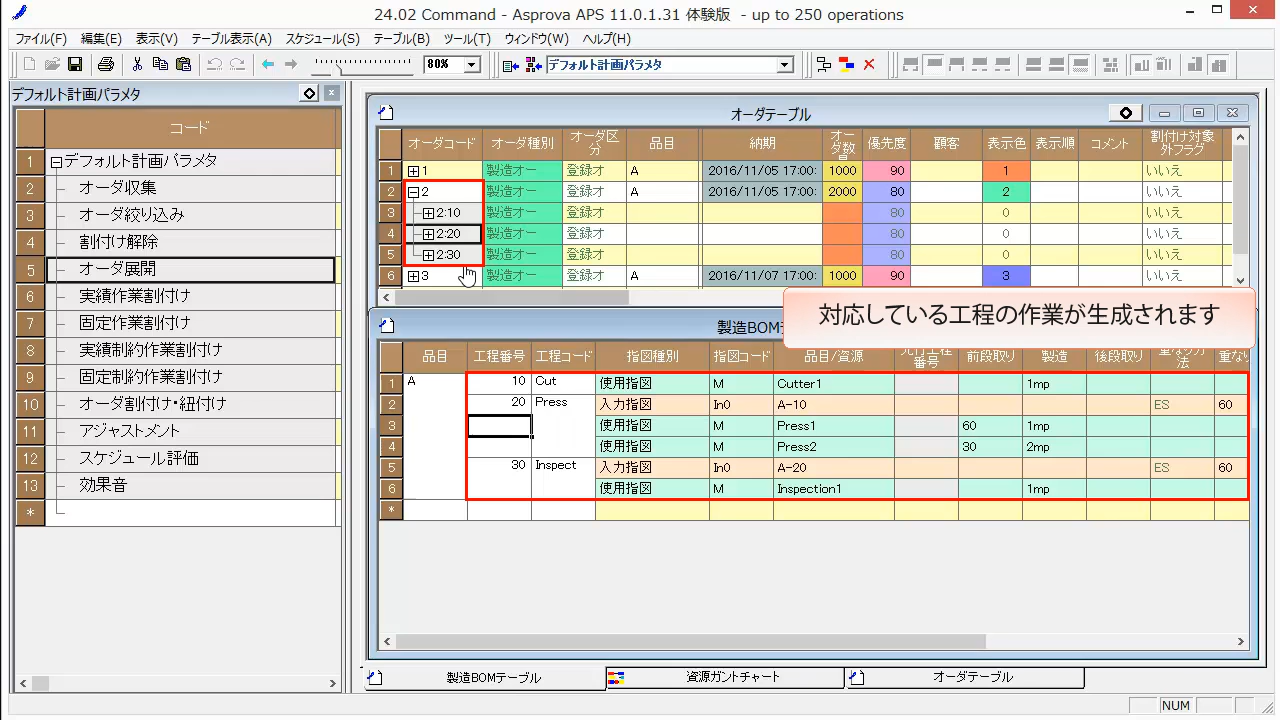 24.02 Command - Asprova APS 11.0.1.31 体験版 - up to 250 operations
ファイル(F) 編集(E) 表示(V) テーブル表示(A) スケジュール(S) テーブル(B) ツール(T) ウィンドウ(W) ヘルプ(H)
80% デフォルト計画パラメタ
デフォルト計画パラメタ
コード
1 デフォルト計画パラメタ
2 オーダ収集
3 オーダ絞り込み
4 割付け解除
5 オーダ展開
6 実績作業割付け
7 固定作業割付け
8 実績制約作業割付け
9 固定制約作業割付け
10 オーダ割付け・紐付け
11 アジャストメント
12 スケジュール評価
13 効果音
*
オーダテーブル
オーダコード オーダ種別 オーダ区分 品目 納期 オーダ数量 優先度 顧客 表示色 表示順 コメント 割付け対象外フラグ
1 1 製造オー 登録オ A 2016/11/05 17:00: 1000 90 1 いいえ
2 2 製造オー 登録オ A 2016/11/05 17:00: 2000 80 2 いいえ
3 2:10 製造オー 登録オ 80 0 いいえ
4 2:20 製造オー 登録オ 80 0 いいえ
5 2:30 製造オー 登録オ 80 0 いいえ
6 3 製造オー 登録オ A 2016/11/07 17:00: 1000 90 3 いいえ
対応している工程の作業が生成されます
製造BOMテ
品目 工程番号 工程コード 指図種別 指図コード 品目/資源 番号 前段取り 製造 後段取り 重なり方法 重なり
1 A 10 Cut 使用指図 M Cutter1 1mp
2 20 Press 入力指図 In0 A-10 ES 60
3 使用指図 M Press1 60 1mp
4 使用指図 M Press2 30 2mp
5 30 Inspect 入力指図 In0 A-20 ES 60
6 使用指図 M Inspection1 1mp
*
製造BOMテーブル 資源ガントチャート オーダテーブル
NUM